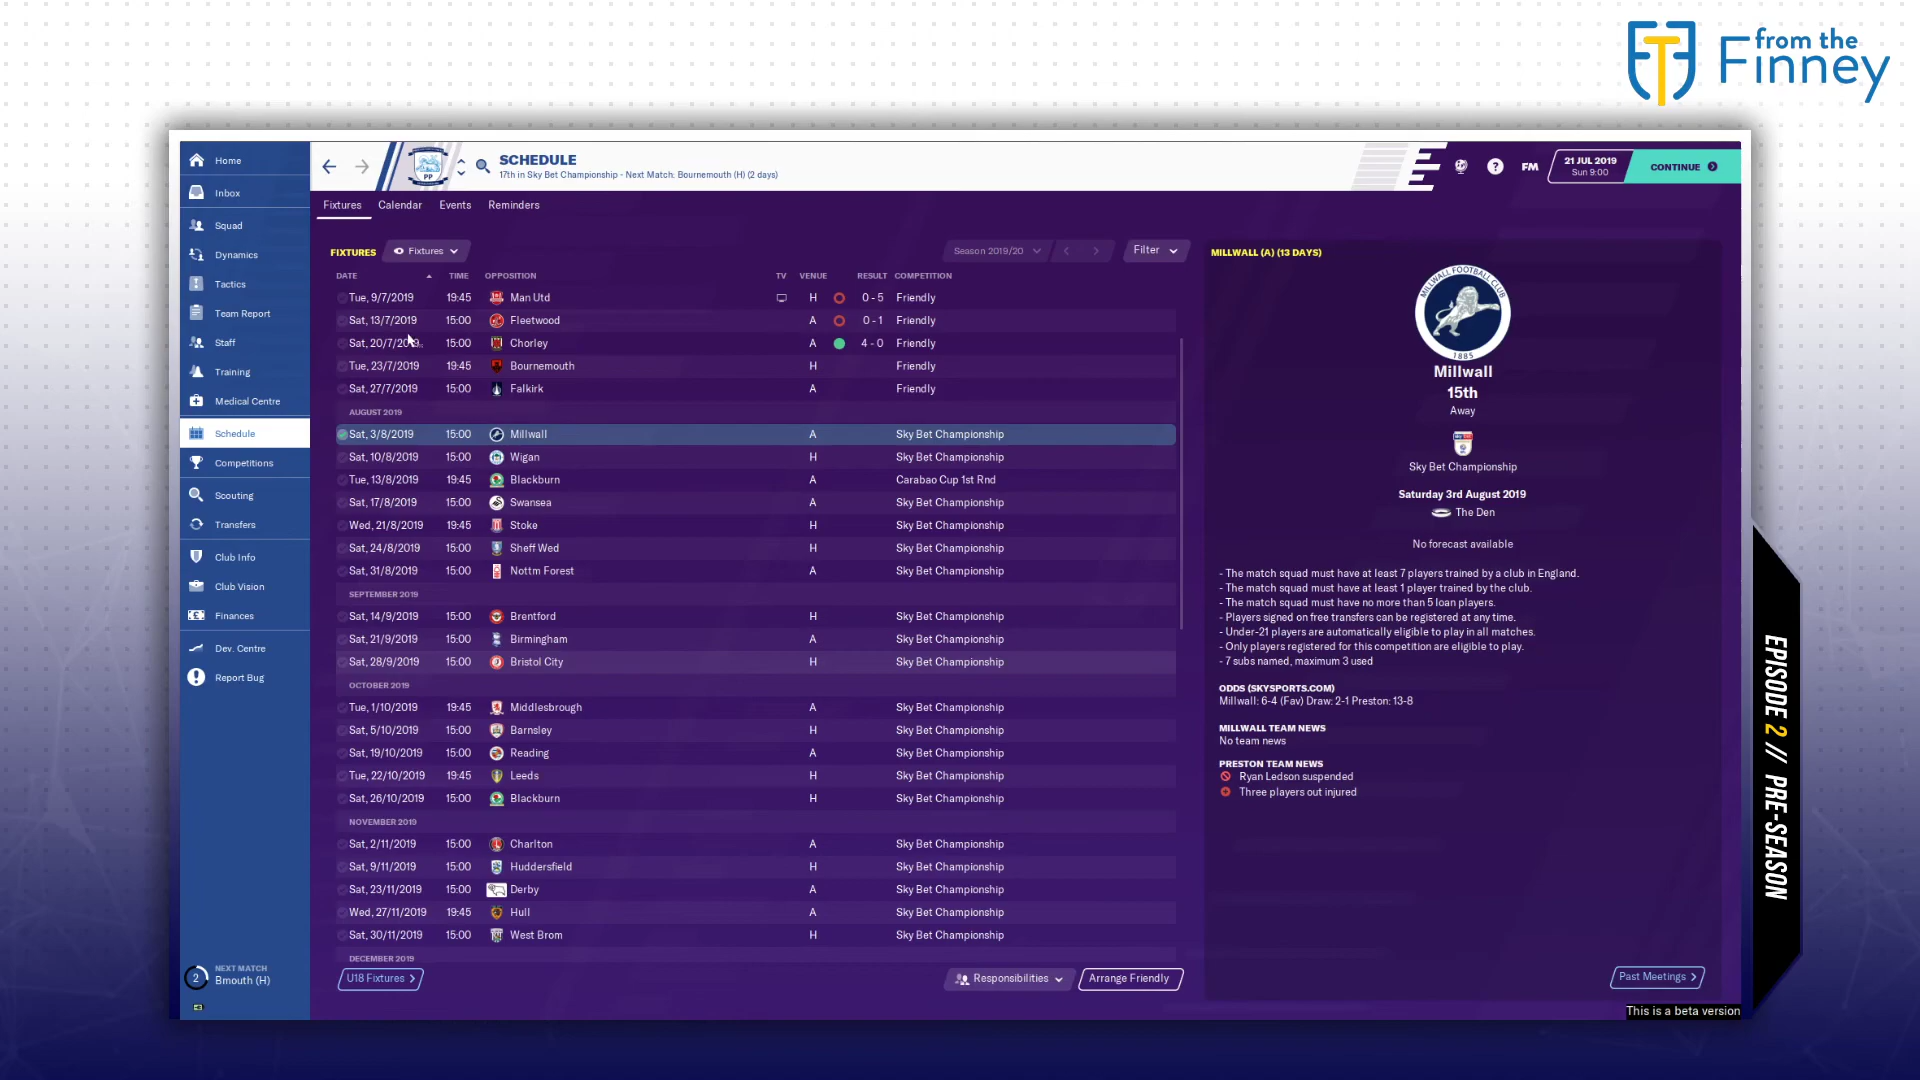 from the
Finney
Home
Inbox
Squad
Dynamics
Tactics
Team Report
Staff
Training
Medical Centre
Schedule
Competitions
Scouting
Transfers
Club Info
Club Vision
Finances
Dev. Centre
Report Bug
2 NEXT MATCH
Bmouth (H)
PP
SCHEDULE
17th in Sky Bet Championship - Next Match: Bournemouth (H) (2 days)
? FM 21 JUL 2019
Sun 9:00
CONTINUE
Fixtures Calendar Events Reminders
FIXTURES Fixtures Season 2019/20 Filter
DATE TIME OPPOSITION TV VENUE RESULT COMPETITION
Tue, 9/7/2019 19:45 Man Utd H 0 - 5 Friendly
Sat, 13/7/2019 15:00 Fleetwood A 0 - 1 Friendly
Sat, 20/7/2019 15:00 Chorley A 4 - 0 Friendly
Tue, 23/7/2019 19:45 Bournemouth H Friendly
Sat, 27/7/2019 15:00 Falkirk A Friendly
AUGUST 2019
Sat, 3/8/2019 15:00 Millwall A Sky Bet Championship
Sat, 10/8/2019 15:00 Wigan H Sky Bet Championship
Tue, 13/8/2019 19:45 Blackburn A Carabao Cup 1st Rnd
Sat, 17/8/2019 15:00 Swansea A Sky Bet Championship
Wed, 21/8/2019 19:45 Stoke H Sky Bet Championship
Sat, 24/8/2019 15:00 Sheff Wed H Sky Bet Championship
Sat, 31/8/2019 15:00 Nottm Forest A Sky Bet Championship
SEPTEMBER 2019
Sat, 14/9/2019 15:00 Brentford H Sky Bet Championship
Sat, 21/9/2019 15:00 Birmingham A Sky Bet Championship
Sat, 28/9/2019 15:00 Bristol City H Sky Bet Championship
OCTOBER 2019
Tue, 1/10/2019 19:45 Middlesbrough A Sky Bet Championship
Sat, 5/10/2019 15:00 Barnsley H Sky Bet Championship
Sat, 19/10/2019 15:00 Reading A Sky Bet Championship
Tue, 22/10/2019 19:45 Leeds H Sky Bet Championship
Sat, 26/10/2019 15:00 Blackburn H Sky Bet Championship
NOVEMBER 2019
Sat, 2/11/2019 15:00 Charlton A Sky Bet Championship
Sat, 9/11/2019 15:00 Huddersfield H Sky Bet Championship
Sat, 23/11/2019 15:00 Derby A Sky Bet Championship
Wed, 27/11/2019 19:45 Hull A Sky Bet Championship
Sat, 30/11/2019 15:00 West Brom H Sky Bet Championship
DECEMBER 2019
U18 Fixtures Responsibilities Arrange Friendly
MILLWALL (A) (13 DAYS)
MILLWALL FOOTBALL CLUB
1885
Millwall
15th
Away
Sky Bet Championship
Saturday 3rd August 2019
The Den
No forecast available
- The match squad must have at least 7 players trained by a club in England.
- The match squad must have at least 1 player trained by the club.
- The match squad must have no more than 5 loan players.
- Players signed on free transfers can be registered at any time.
- Under-21 players are automatically eligible to play in all matches.
- Only players registered for this competition are eligible to play.
- 7 subs named, maximum 3 used
ODDS (SKYSPORTS.COM)
Millwall: 6-4 (Fav) Draw: 2-1 Preston: 13-8
MILLWALL TEAM NEWS
No team news
PRESTON TEAM NEWS
Ryan Ledson suspended
Three players out injured
Past Meetings
This is a beta version
EPISODE 2 // PRE-SEASON